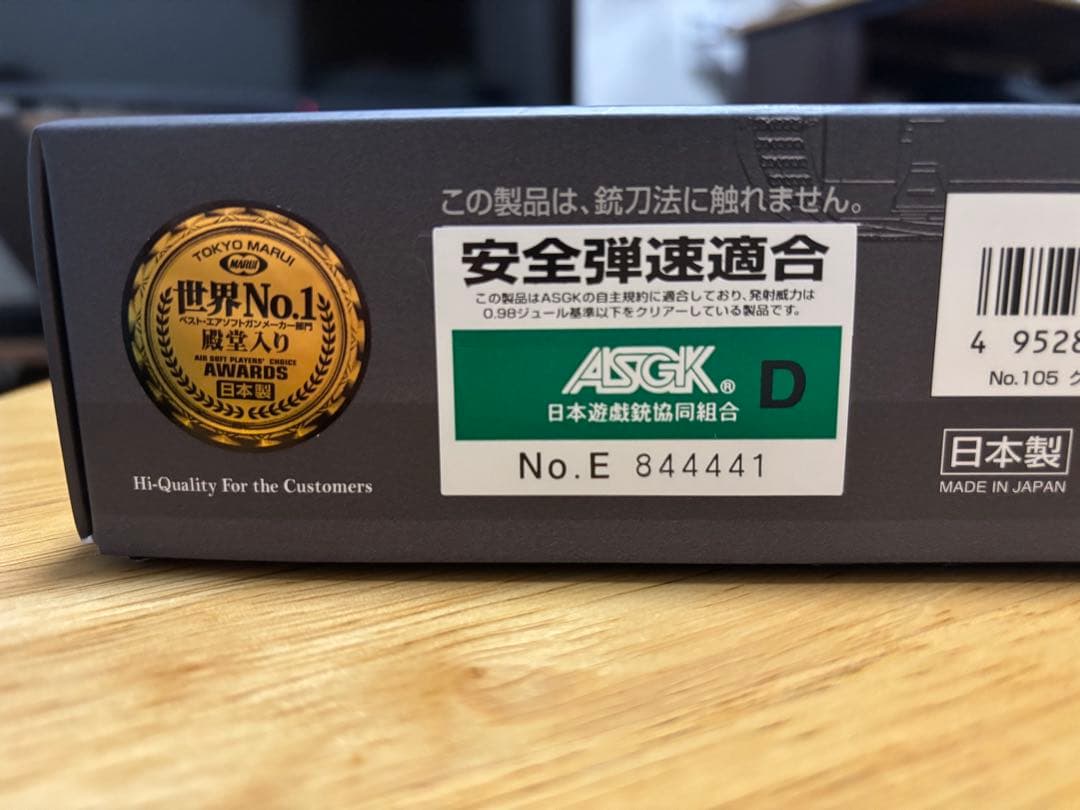 TOKYO MARUI
MARUI
世界No.1
ベスト・エアソフトガンメーカー部門
殿堂入り
AIR SOFT PLAYERS' CHOICE
AWARDS
日本製
Hi-Quality For the Customers
この製品は、銃刀法に触れません。
安全弾速適合
この製品はASGKの自主規約に適合しており、発射威力は
0.98ジュール基準以下をクリアーしている製品です。
ASGK® D
日本遊戯銃協同組合
No.E 844441
4 9528
No.105 グ
日本製
MADE IN JAPAN